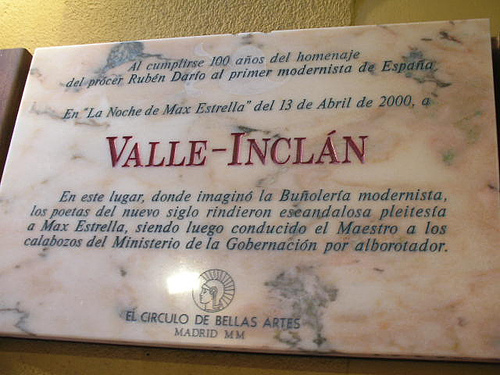 Al cumplirse 100 años del homenaje
del prócer Rubén Darío al primer modernista de España
En "La Noche de Max Estrella" del 13 de Abril de 2000, a
VALLE-INCLÁN
En este lugar, donde imaginó la Buñolería modernista,
los poetas del nuevo siglo rindieron escandalosa pleitesía
a Max Estrella, siendo luego conducido el Maestro a los
calabozos del Ministerio de la Gobernación por alborotador.
EL CIRCULO DE BELLAS ARTES
MADRID MM